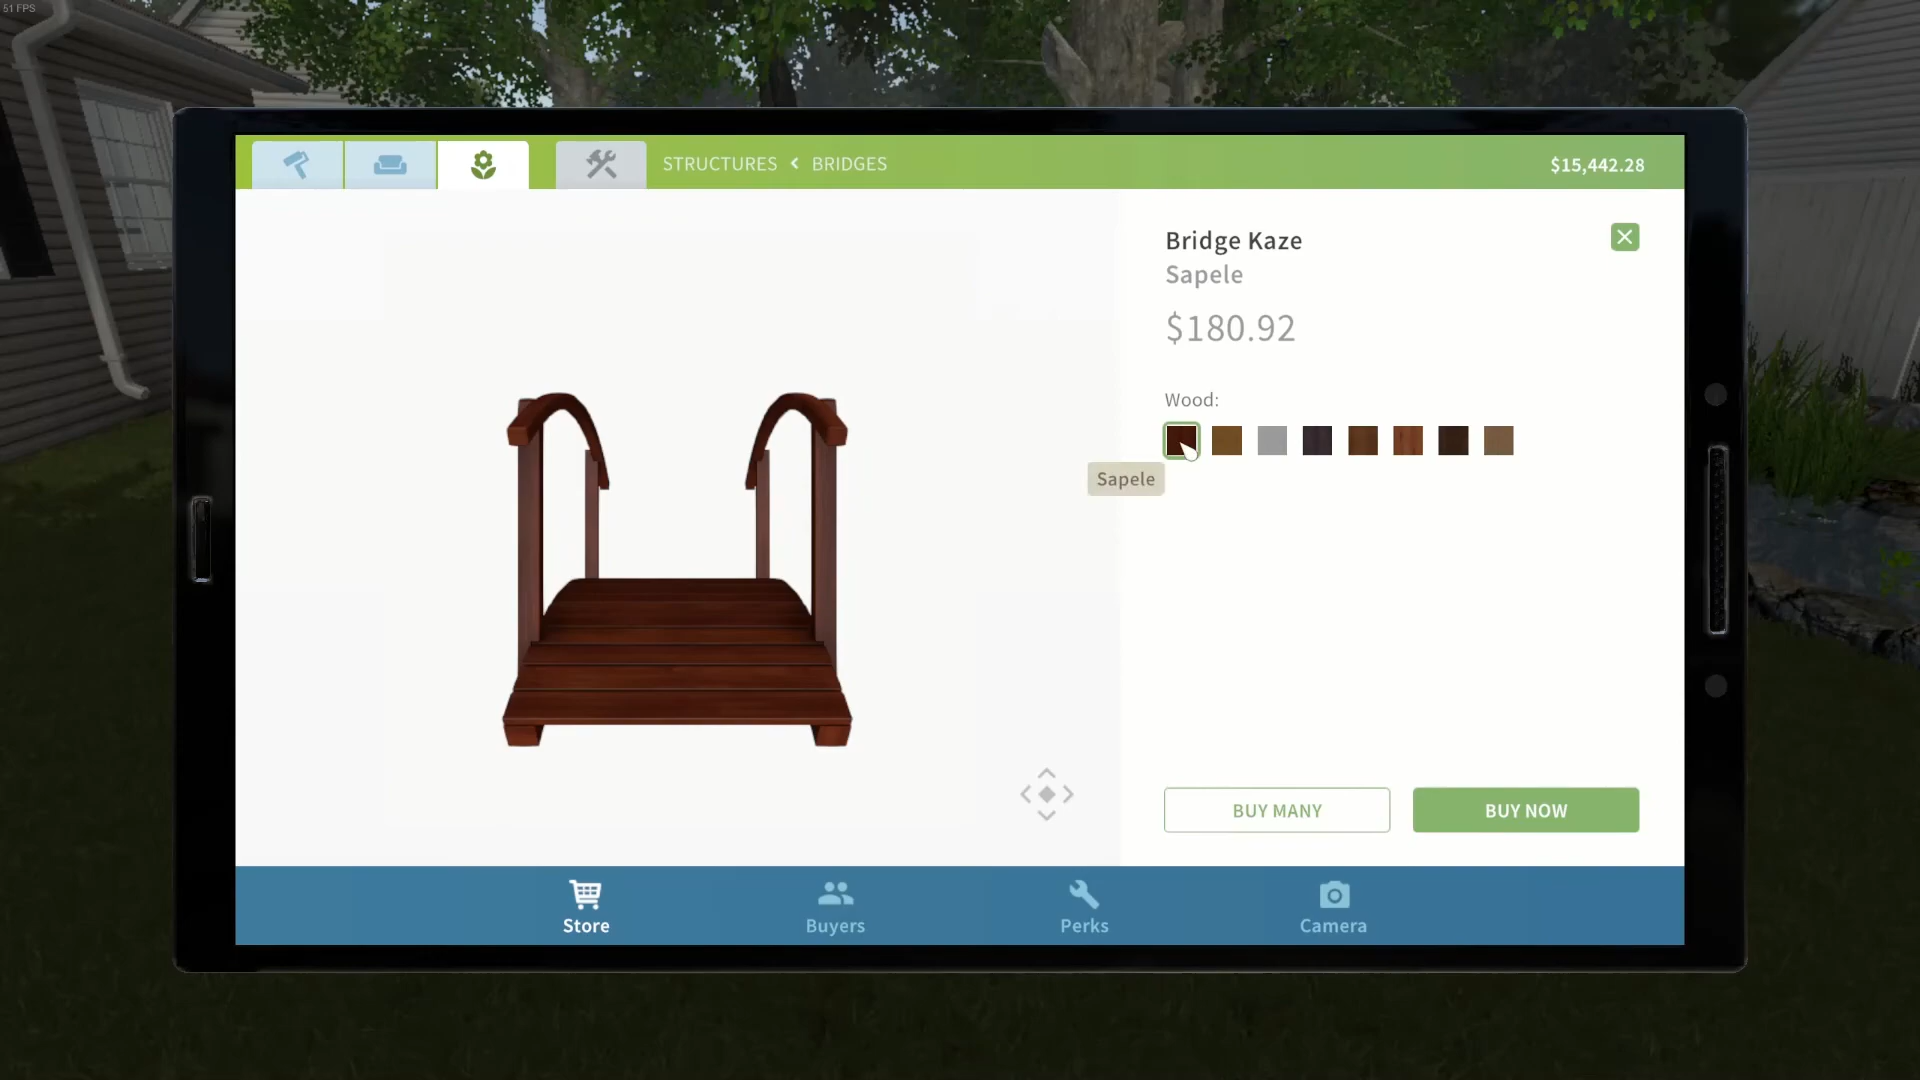 51 FPS
STRUCTURES < BRIDGES
$15,442.28
Bridge Kaze
Sapele
$180.92
Wood:
Sapele
BUY MANY
BUY NOW
Store
Buyers
Perks
Camera